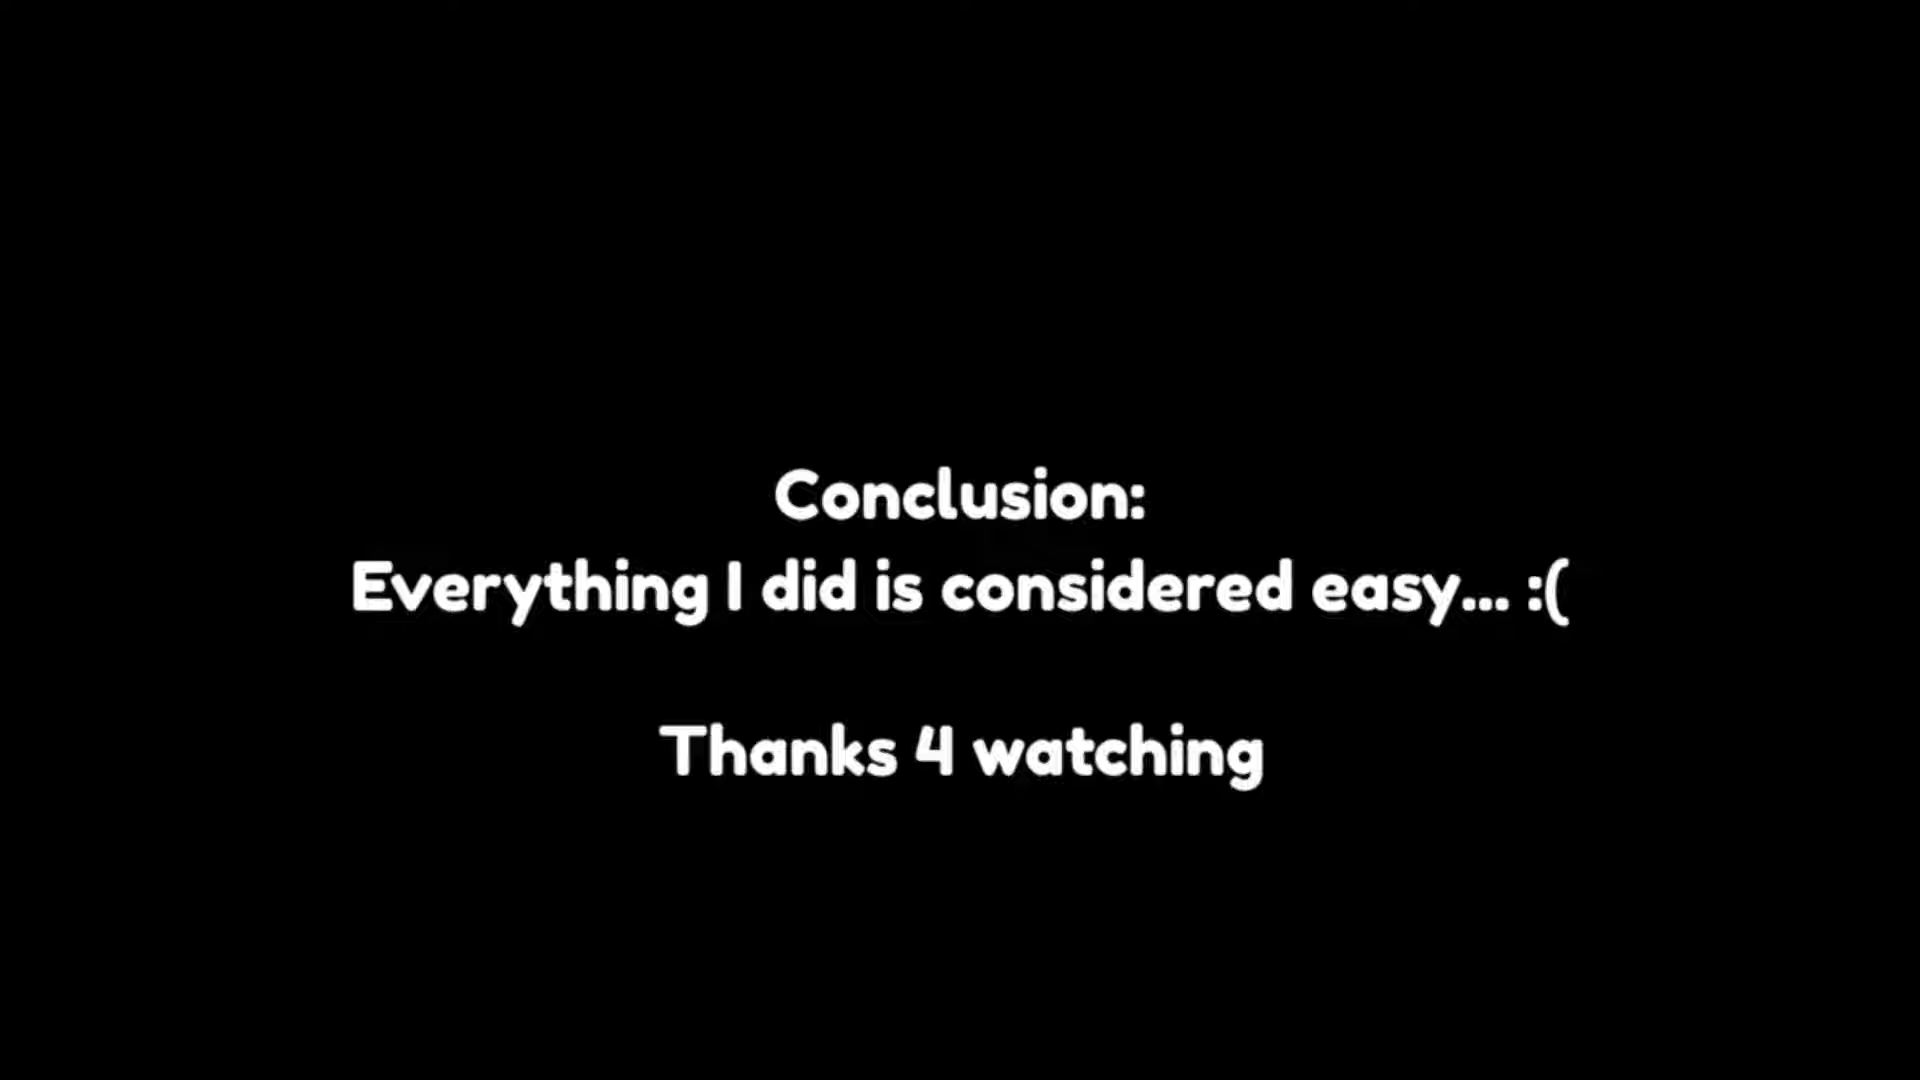 Conclusion:
Everything I did is considered easy... :(
Thanks 4 watching